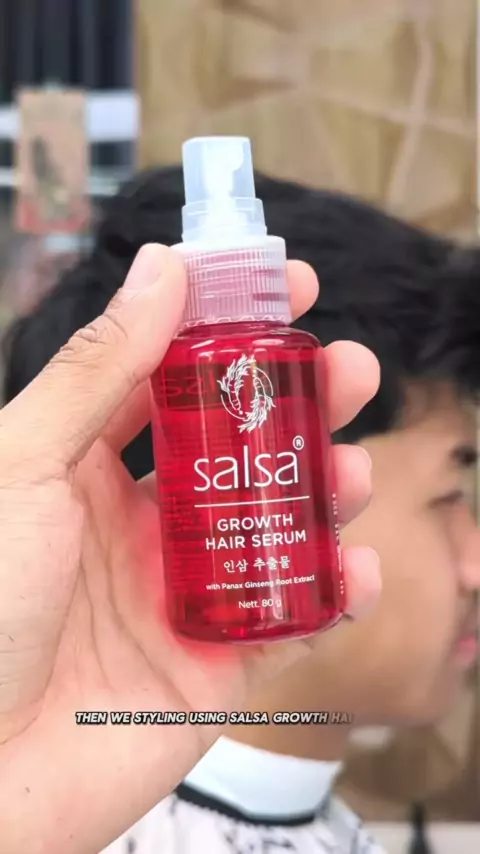 salsa®
GROWTH
HAIR SERUM
인삼 추출물
with Panax Ginseng Root Extract
Nett. 80 g
THEN WE STYLING USING SALSA GROWTH HAI